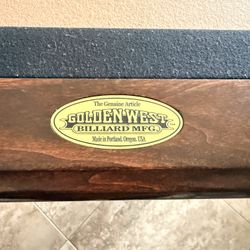 The Genuine Article
GOLDEN WEST
BILLIARD MFG.
Made in Portland, Oregon, USA